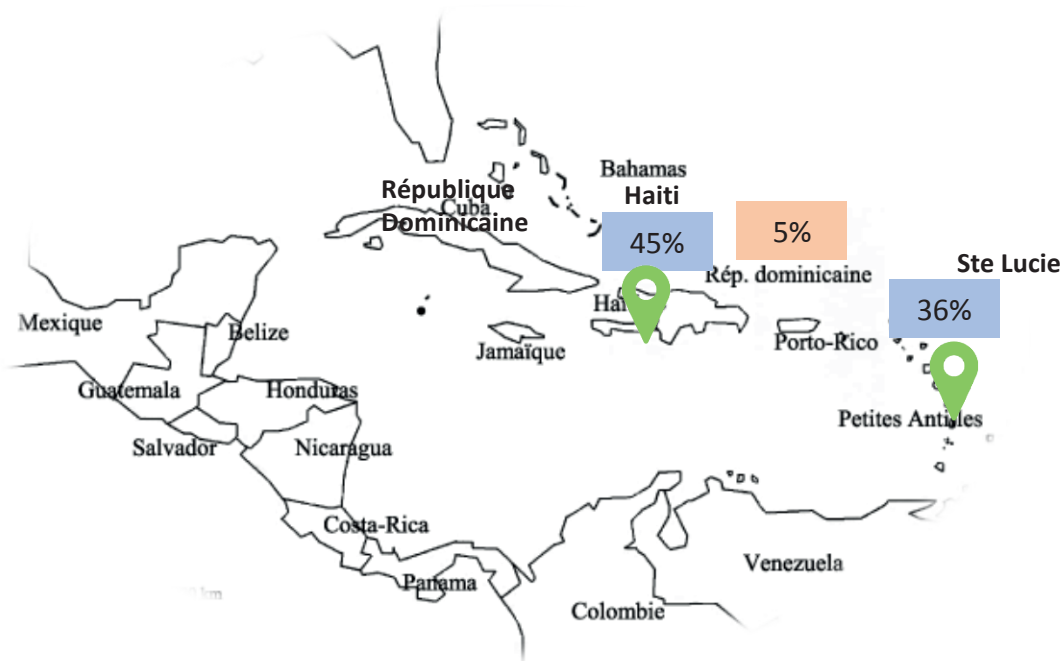 Bahamas
République
Haiti
Cuba
Dominicaine
45%
5%
Ste Lucie
Rép. dominicaine
36%
Mexique
Belize
Jamaïque
Porto-Rico
Guatemala
Honduras
Petites Antilles
Salvador
Nicaragua
Costa-Rica
Venezuela
Panama
km
Colombie